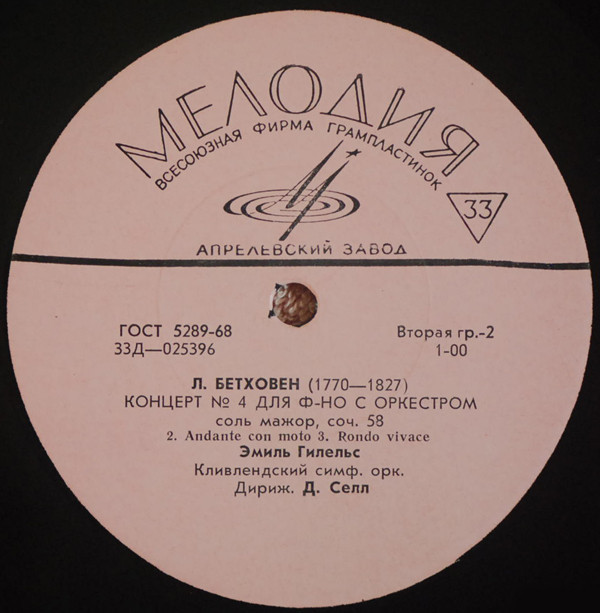 МЕЛОДИЯ
ВСЕСОЮЗНАЯ ФИРМА ГРАМПЛАСТИНОК
33
АПРЕЛЕВСКИЙ ЗАВОД
ГОСТ 5289-68
Вторая гр.-2
33Д—025396
1-00
Л. БЕТХОВЕН (1770—1827)
КОНЦЕРТ № 4 ДЛЯ Ф-НО С ОРКЕСТРОМ
соль мажор, соч. 58
2. Andante con moto 3. Rondo vivace
Эмиль Гилельс
Кливлендский симф. орк.
Дириж. Д. Селл